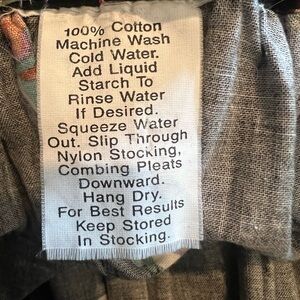 100% Cotton
Machine Wash
Cold Water.
Add Liquid
Starch To
Rinse Water
If Desired.
Squeeze Water
Out. Slip Through
Nylon Stocking,
Combing Pleats
Downward.
Hang Dry.
For Best Results
Keep Stored
In Stocking.